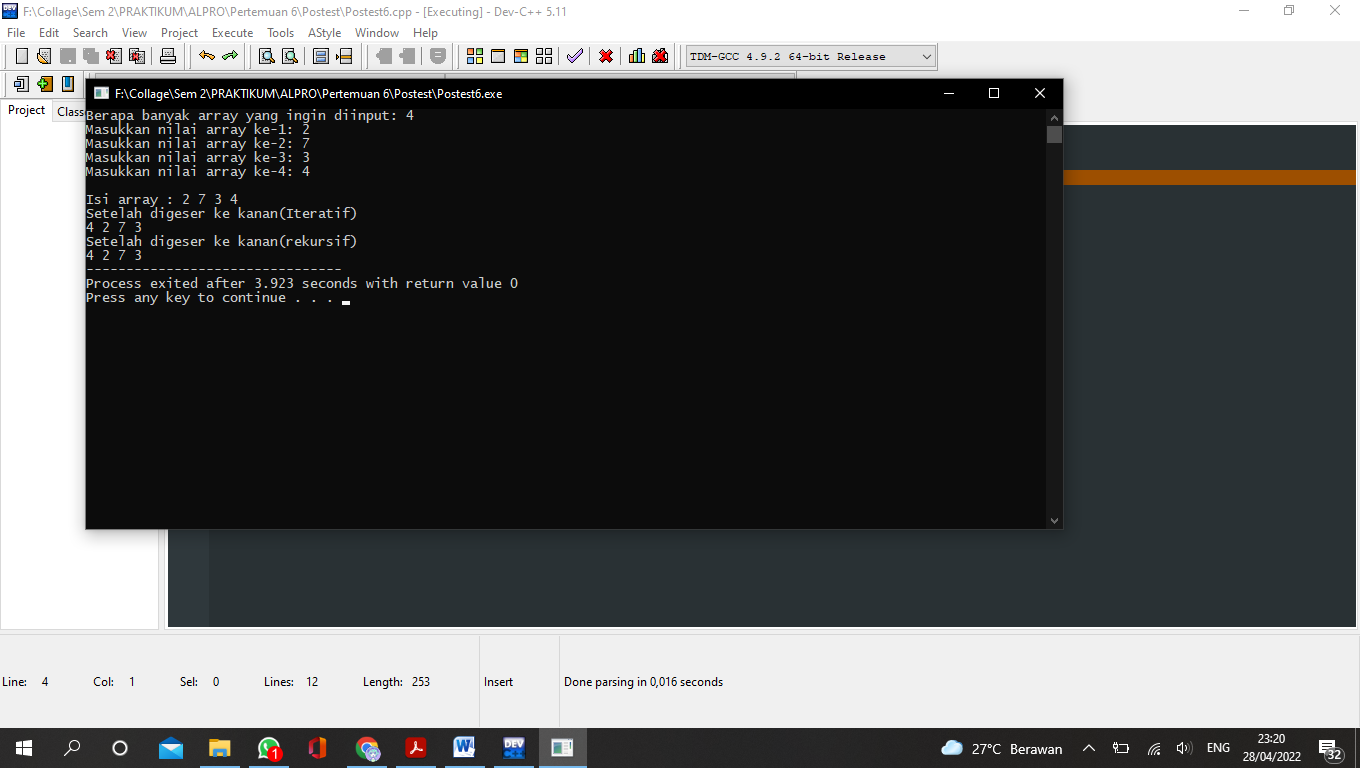 F:\Collage\Sem 2\PRAKTIKUM\ALPRO\Pertemuan 6\Postest\Postest6.cpp - [Executing] - Dev-C++ 5.11
File Edit Search View Project Execute Tools AStyle Window Help
TDM-GCC 4.9.2 64-bit Release
Project Class
F:\Collage\Sem 2\PRAKTIKUM\ALPRO\Pertemuan 6\Postest\Postest6.exe
Berapa banyak array yang ingin diinput: 4
Masukkan nilai array ke-1: 2
Masukkan nilai array ke-2: 7
Masukkan nilai array ke-3: 3
Masukkan nilai array ke-4: 4
Isi array : 2 7 3 4
Setelah digeser ke kanan(Iteratif)
4 2 7 3
Setelah digeser ke kanan(rekursif)
4 2 7 3
--------------------------------
Process exited after 3.923 seconds with return value 0
Press any key to continue . . .
Line: 4 Col: 1 Sel: 0 Lines: 12 Length: 253 Insert Done parsing in 0,016 seconds
27°C Berawan ENG
23:20
28/04/2022
32
1
DEV